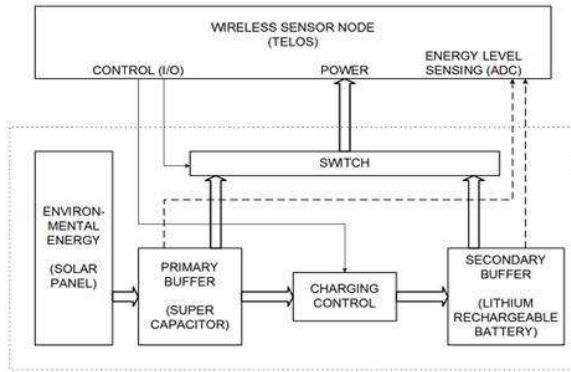 WIRELESS SENSOR NODE
(TELOS)
CONTROL (I/O)
POWER
ENERGY LEVEL
SENSING (ADC)
SWITCH
ENVIRON-
MENTAL
ENERGY
(SOLAR
PANEL)
PRIMARY
BUFFER
(SUPER
CAPACITOR)
CHARGING
CONTROL
SECONDARY
BUFFER
(LITHIUM
RECHARGEABLE
BATTERY)